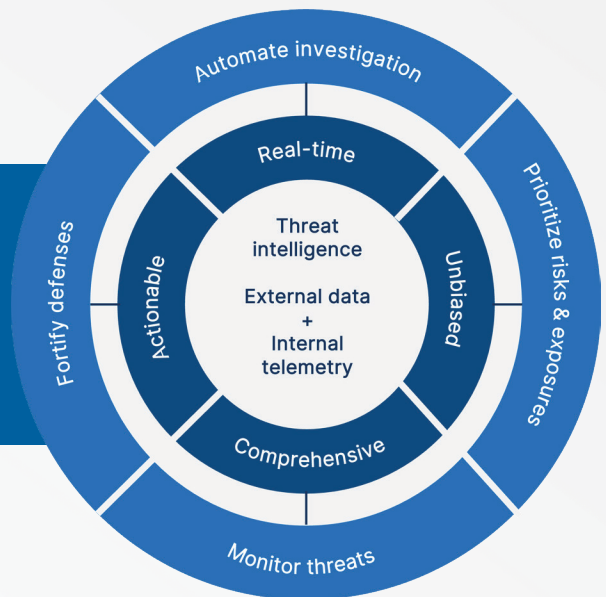 Automate investigation
Prioritize risks & exposures
Monitor threats
Fortify defenses
Real-time
Unbiased
Comprehensive
Actionable
Threat
intelligence
External data
+
Internal
telemetry